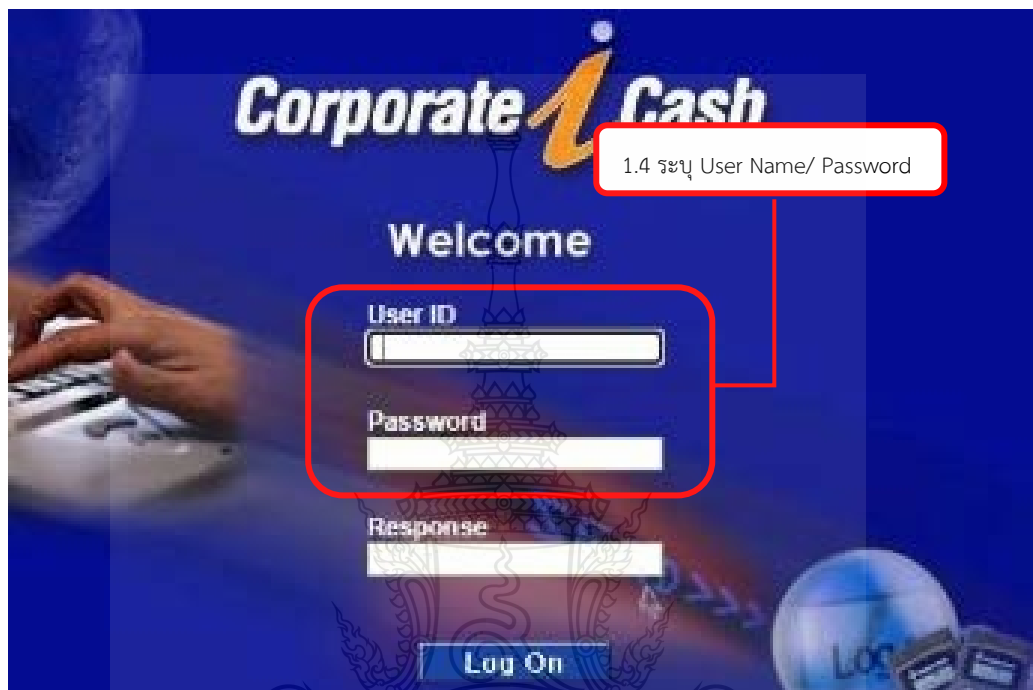 Corporate i Cash
1.4 ระบุ User Name/ Password
Welcome
User ID
Password
Response
Log On